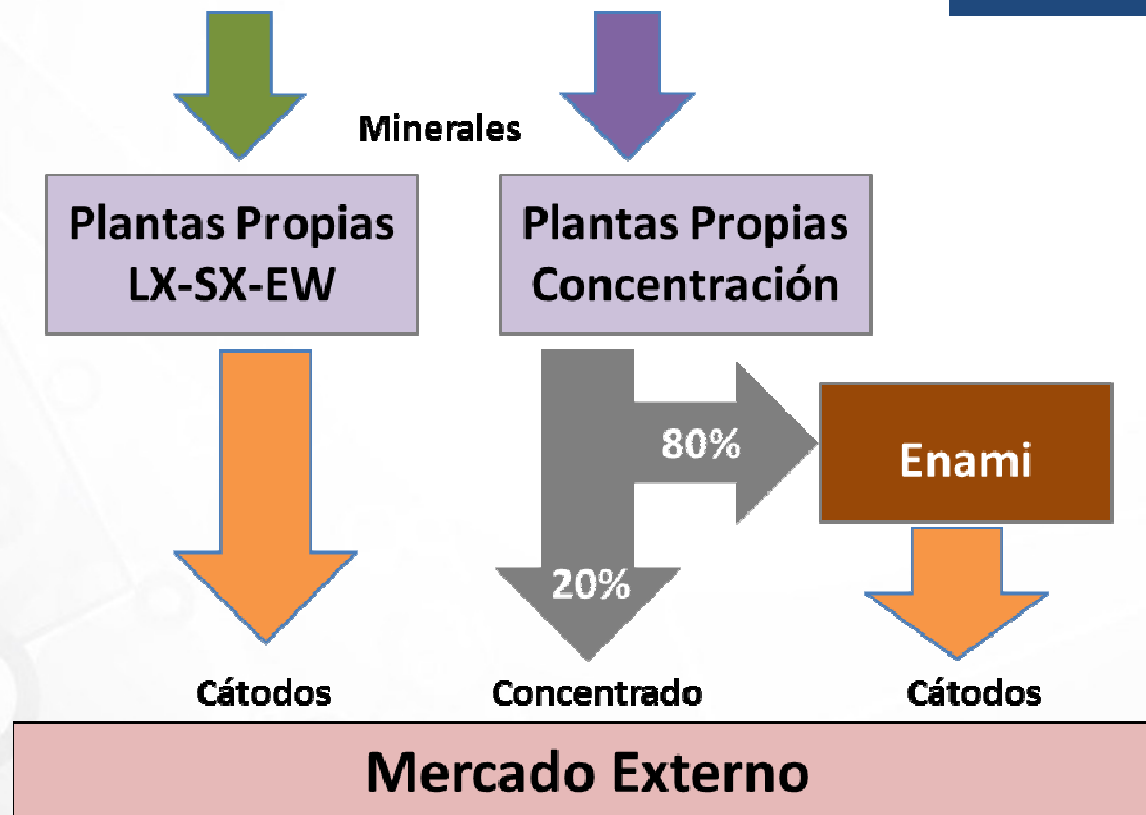 Minerales
Plantas Propias
LX-SX-EW
Plantas Propias
Concentración
80%
Enami
20%
Cátodos
Concentrado
Cátodos
Mercado Externo